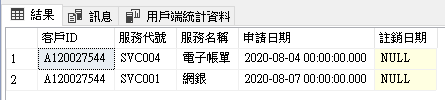 結果 訊息 用戶端統計資料
客戶ID 服務代號 服務名稱 申請日期 註銷日期
1 A120027544 SVC004 電子帳單 2020-08-04 00:00:00.000 NULL
2 A120027544 SVC001 網銀 2020-08-07 00:00:00.000 NULL